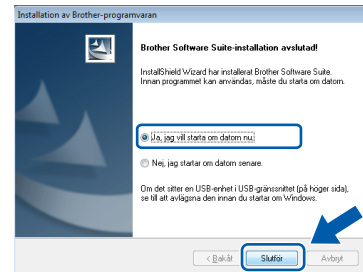 Installation av Brother-programvaran
Brother Software Suite-installation avslutad!
InstallShield Wizard har installerat Brother Software Suite.
Innan programmet kan användas, måste du starta om datorn.
Ja, jag vill starta om datorn nu.
Nej, jag startar om datorn senare.
Om det sitter en USB-enhet i USB-gränssnittet (på höger sida),
se till att avlägsna den innan du startar om Windows.
< Bakåt
Slutför
Avbryt